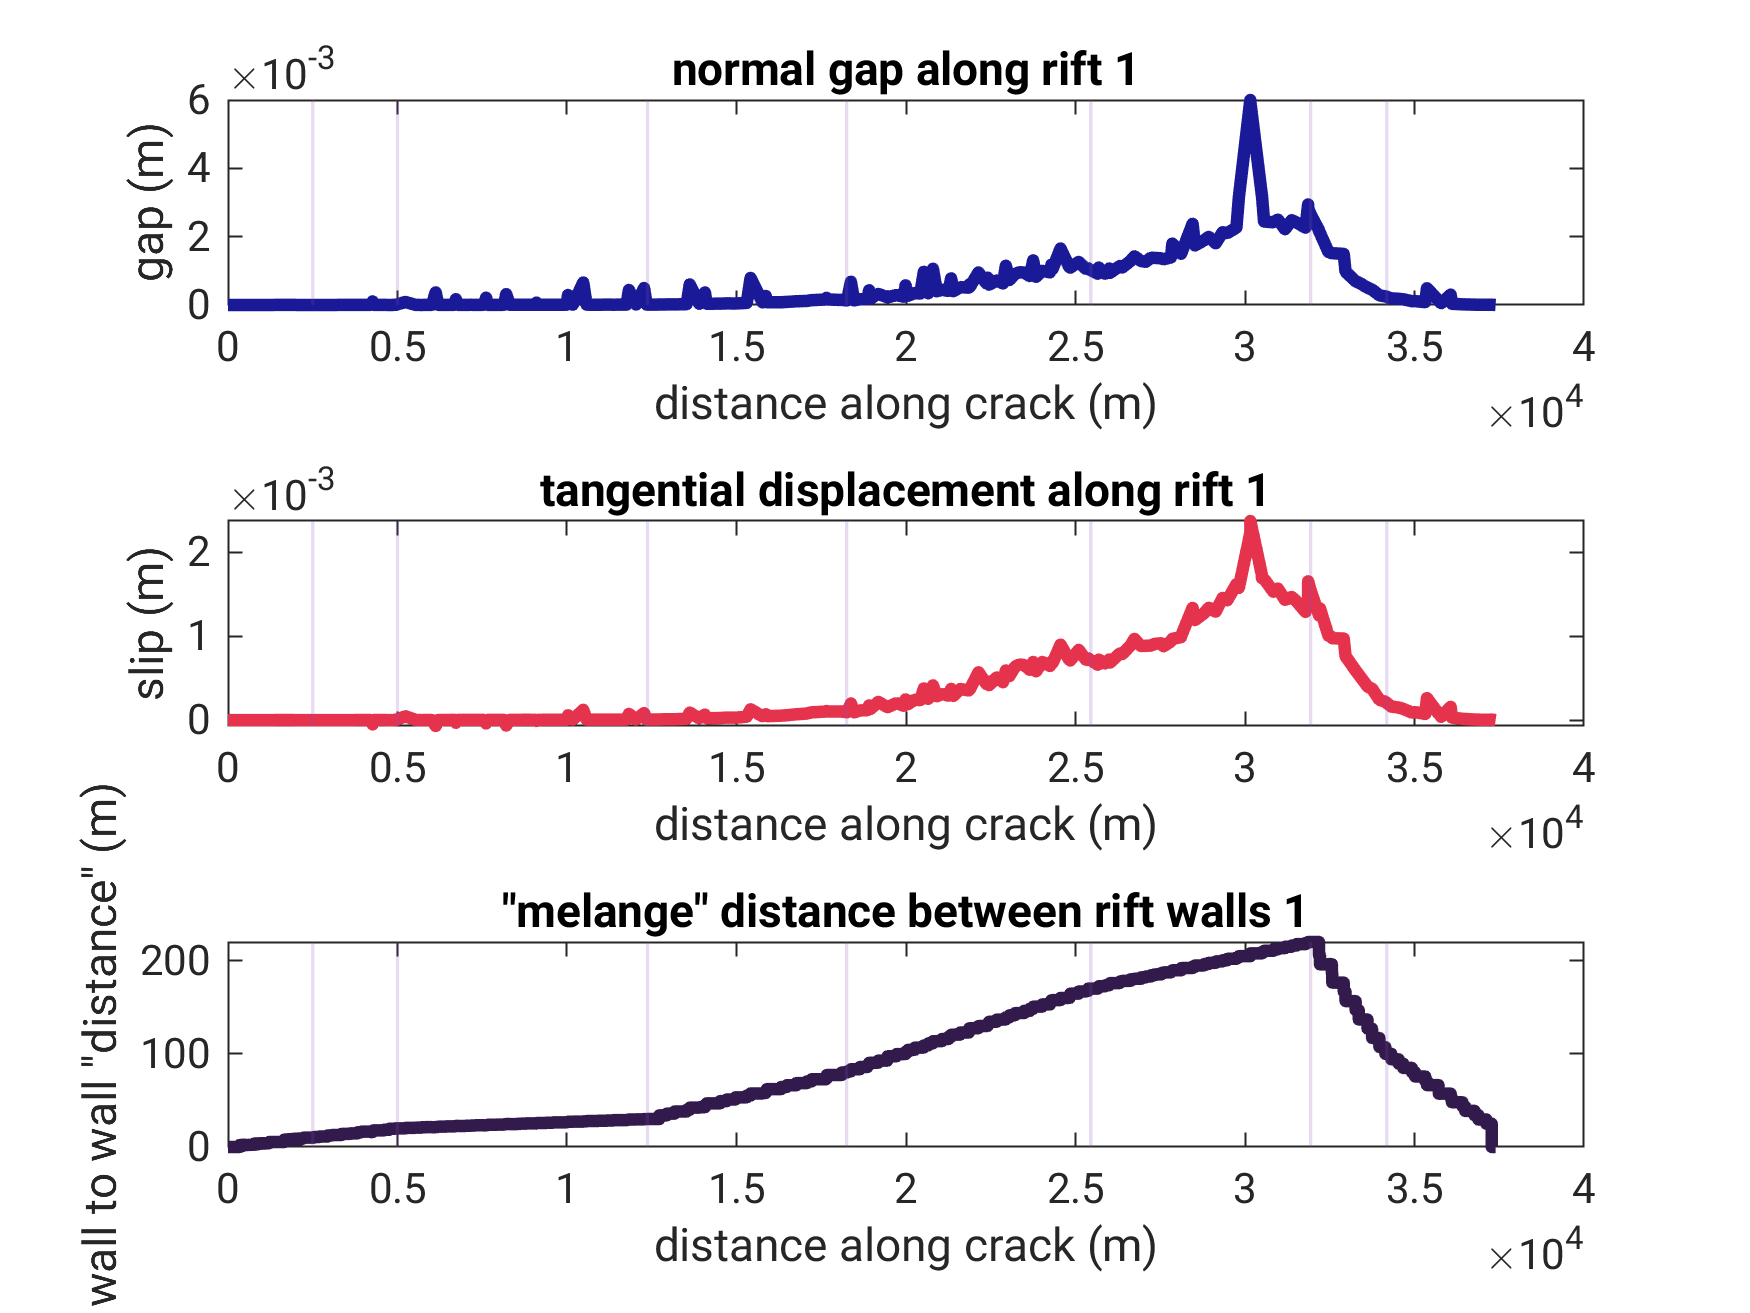 normal gap along rift 1
×10-3
gap (m)
6
4
2
0
0 0.5 1 1.5 2 2.5 3 3.5 4
distance along crack (m)
×104
tangential displacement along rift 1
×10-3
slip (m)
2
1
0
0 0.5 1 1.5 2 2.5 3 3.5 4
distance along crack (m)
×104
"melange" distance between rift walls 1
wall to wall "distance" (m)
200
100
0
0 0.5 1 1.5 2 2.5 3 3.5 4
distance along crack (m)
×104